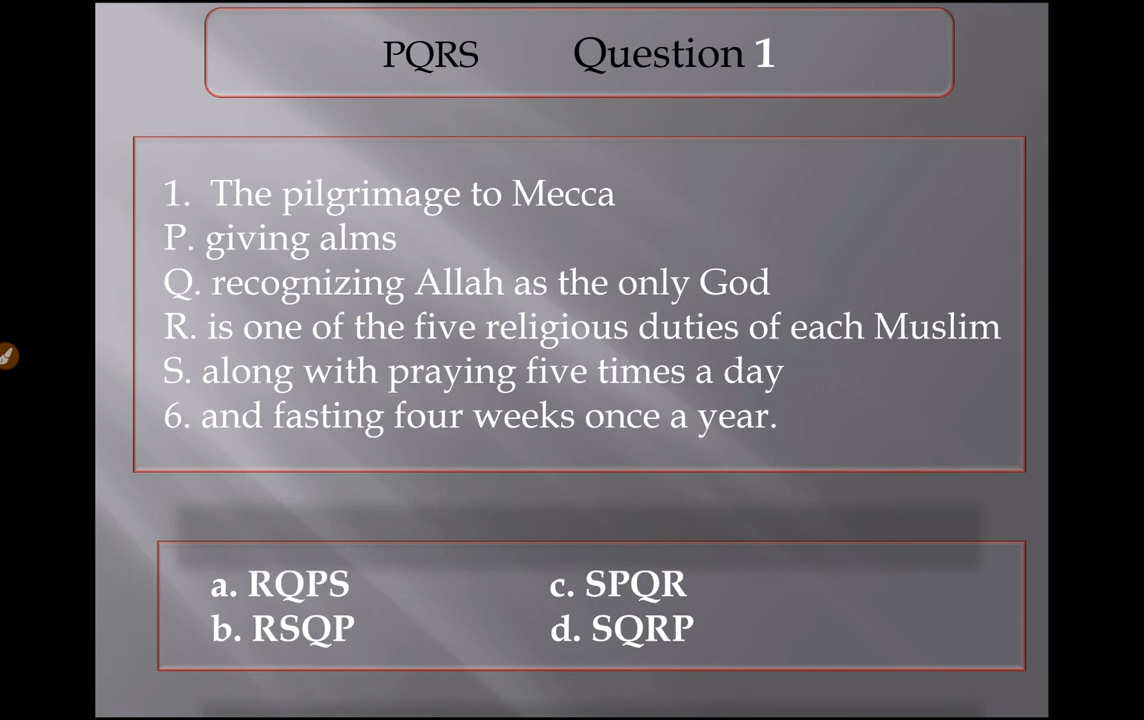 PQRS Question 1
1. The pilgrimage to Mecca
P. giving alms
Q. recognizing Allah as the only God
R. is one of the five religious duties of each Muslim
S. along with praying five times a day
6. and fasting four weeks once a year.
a. RQPS c. SPQR
b. RSQP d. SQRP